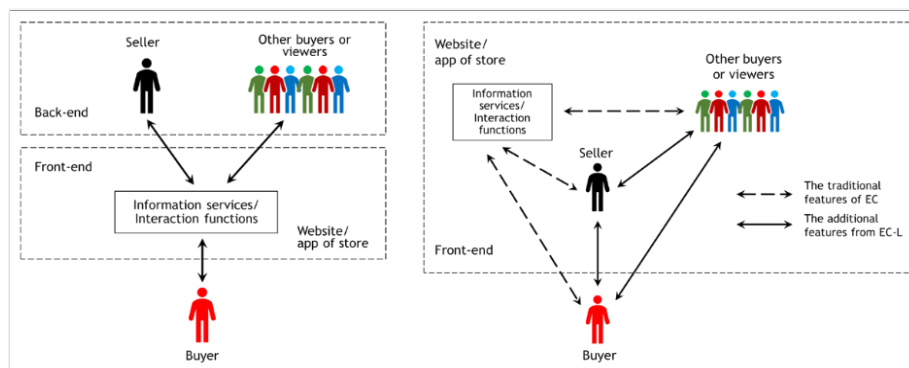 Seller
Other buyers or
viewers
Back-end
Front-end
Information services/
Interaction functions
Website/
app of store
Buyer
Website/
app of store
Other buyers
or viewers
Information
services/
Interaction
functions
Seller
The traditional
features of EC
The additional
features from EC-L
Front-end
Buyer